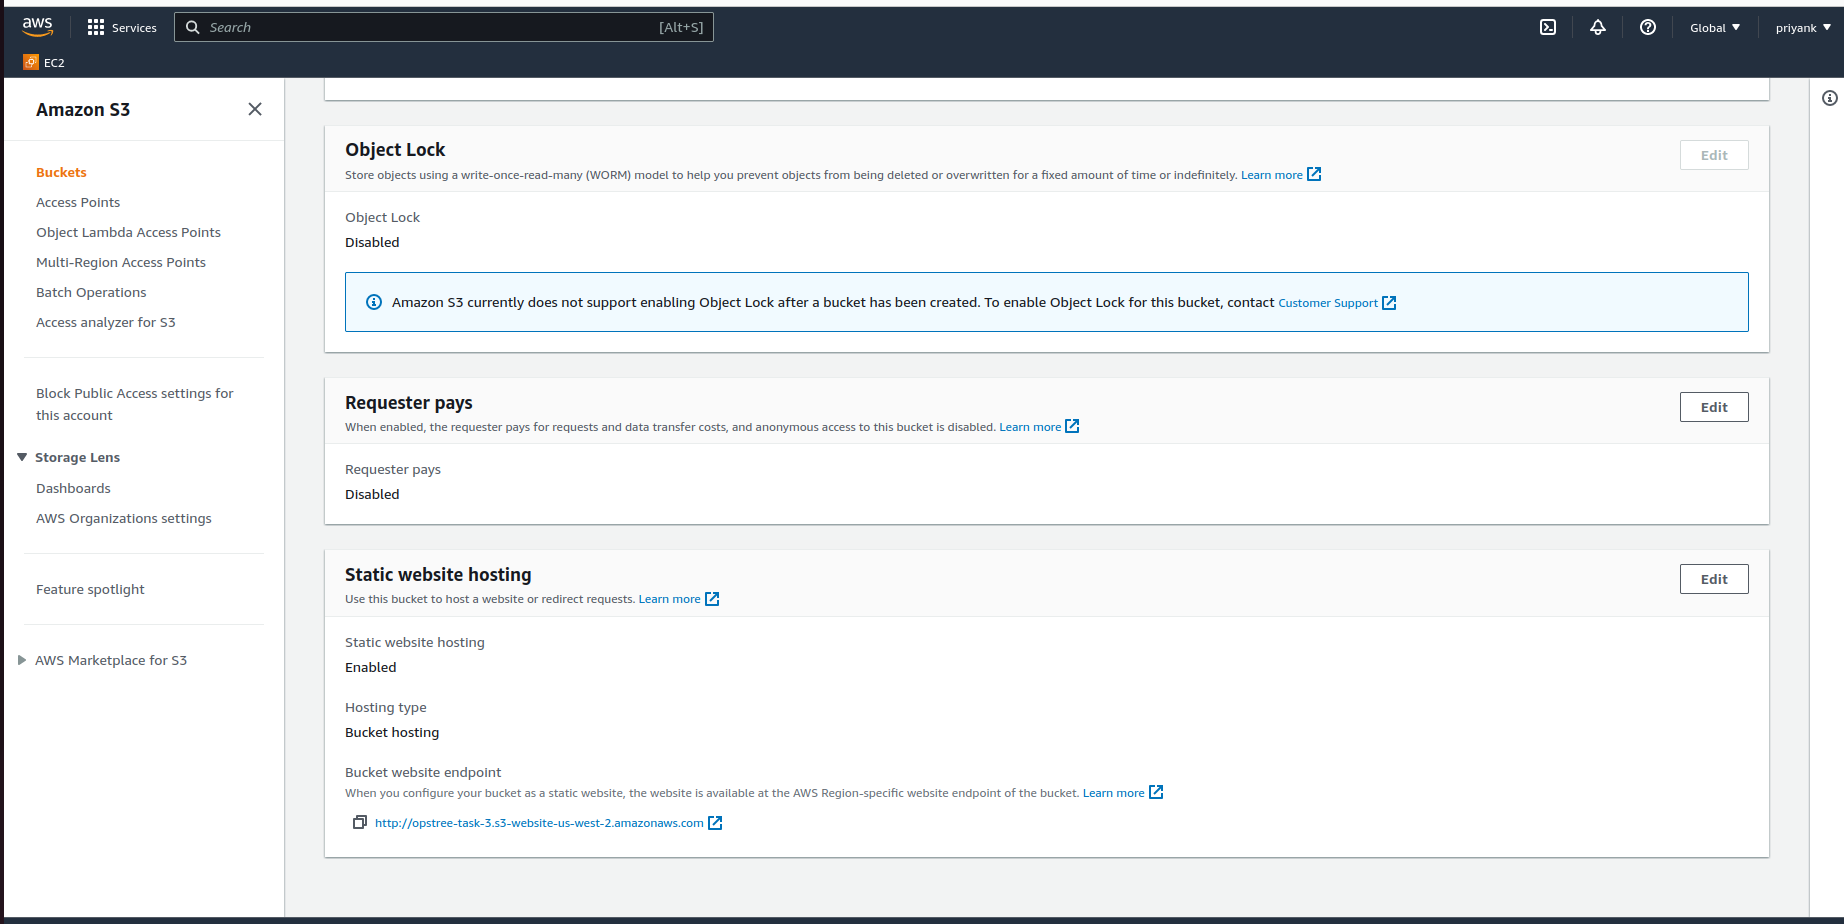 aws
Services
Search
[Alt+S]
Global
priyank
EC2
Amazon S3
Buckets
Access Points
Object Lambda Access Points
Multi-Region Access Points
Batch Operations
Access analyzer for S3
Block Public Access settings for
this account
Storage Lens
Dashboards
AWS Organizations settings
Feature spotlight
AWS Marketplace for S3
Object Lock
Edit
Store objects using a write-once-read-many (WORM) model to help you prevent objects from being deleted or overwritten for a fixed amount of time or indefinitely. Learn more
Object Lock
Disabled
Amazon S3 currently does not support enabling Object Lock after a bucket has been created. To enable Object Lock for this bucket, contact Customer Support
Requester pays
Edit
When enabled, the requester pays for requests and data transfer costs, and anonymous access to this bucket is disabled. Learn more
Requester pays
Disabled
Static website hosting
Edit
Use this bucket to host a website or redirect requests. Learn more
Static website hosting
Enabled
Hosting type
Bucket hosting
Bucket website endpoint
When you configure your bucket as a static website, the website is available at the AWS Region-specific website endpoint of the bucket. Learn more
http://opstree-task-3.s3-website-us-west-2.amazonaws.com